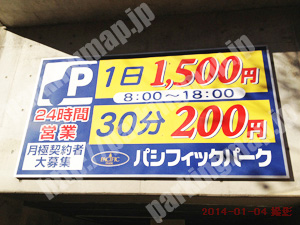 P
1日1,500円
8:00〜18:00
24時間
営業
30分200円
月極契約者
大募集
PACIFIC
パシフィックパーク
2014-01-04 撮影
parkingmap.jp